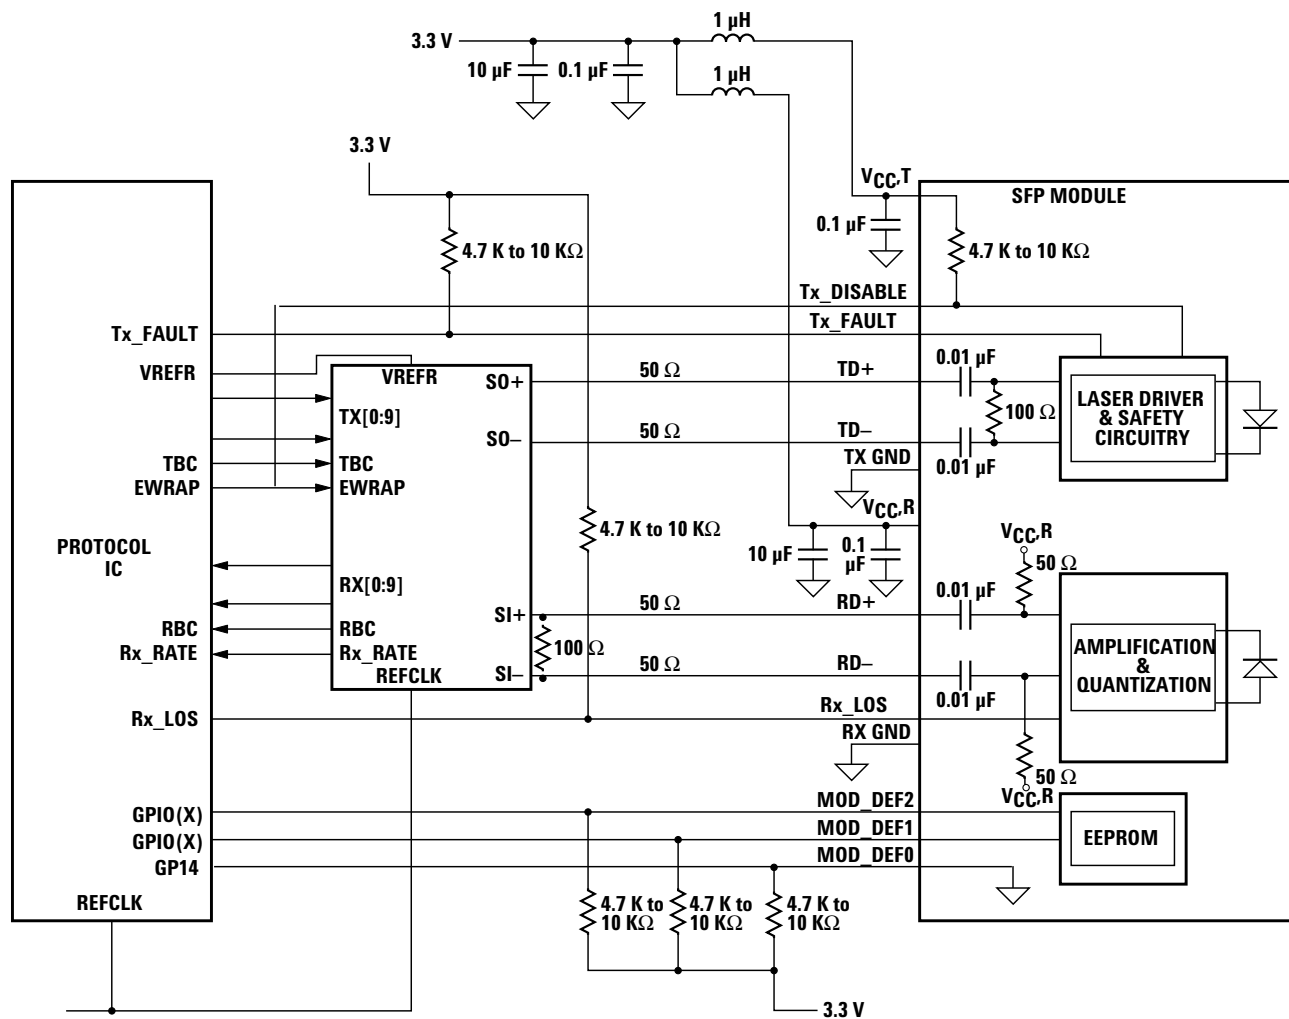 1 µH
3.3 V
10 µF
0.1 µF
1 µH
3.3 V
VCC,T
SFP MODULE
0.1 µF
4.7 K to 10 KΩ
4.7 K to 10 KΩ
Tx_DISABLE
Tx_FAULT
Tx_FAULT
VREFR
VREFR
SO+
50 Ω
TD+
0.01 µF
TX[0:9]
100 Ω
LASER DRIVER
& SAFETY
CIRCUITRY
SO–
50 Ω
TD–
0.01 µF
TX GND
TBC
TBC
EWRAP
EWRAP
VCC,R
4.7 K to 10 KΩ
PROTOCOL
IC
10 µF
0.1
µF
VCC,R
50 Ω
RX[0:9]
SI+
50 Ω
RD+
0.01 µF
RBC
RBC
100 Ω
Rx_RATE
Rx_RATE
REFCLK
SI–
50 Ω
RD–
0.01 µF
AMPLIFICATION
&
QUANTIZATION
Rx_LOS
Rx_LOS
RX GND
50 Ω
VCC,R
GPIO(X)
MOD_DEF2
GPIO(X)
MOD_DEF1
EEPROM
GP14
MOD_DEF0
REFCLK
4.7 K to
10 KΩ
4.7 K to
10 KΩ
4.7 K to
10 KΩ
3.3 V